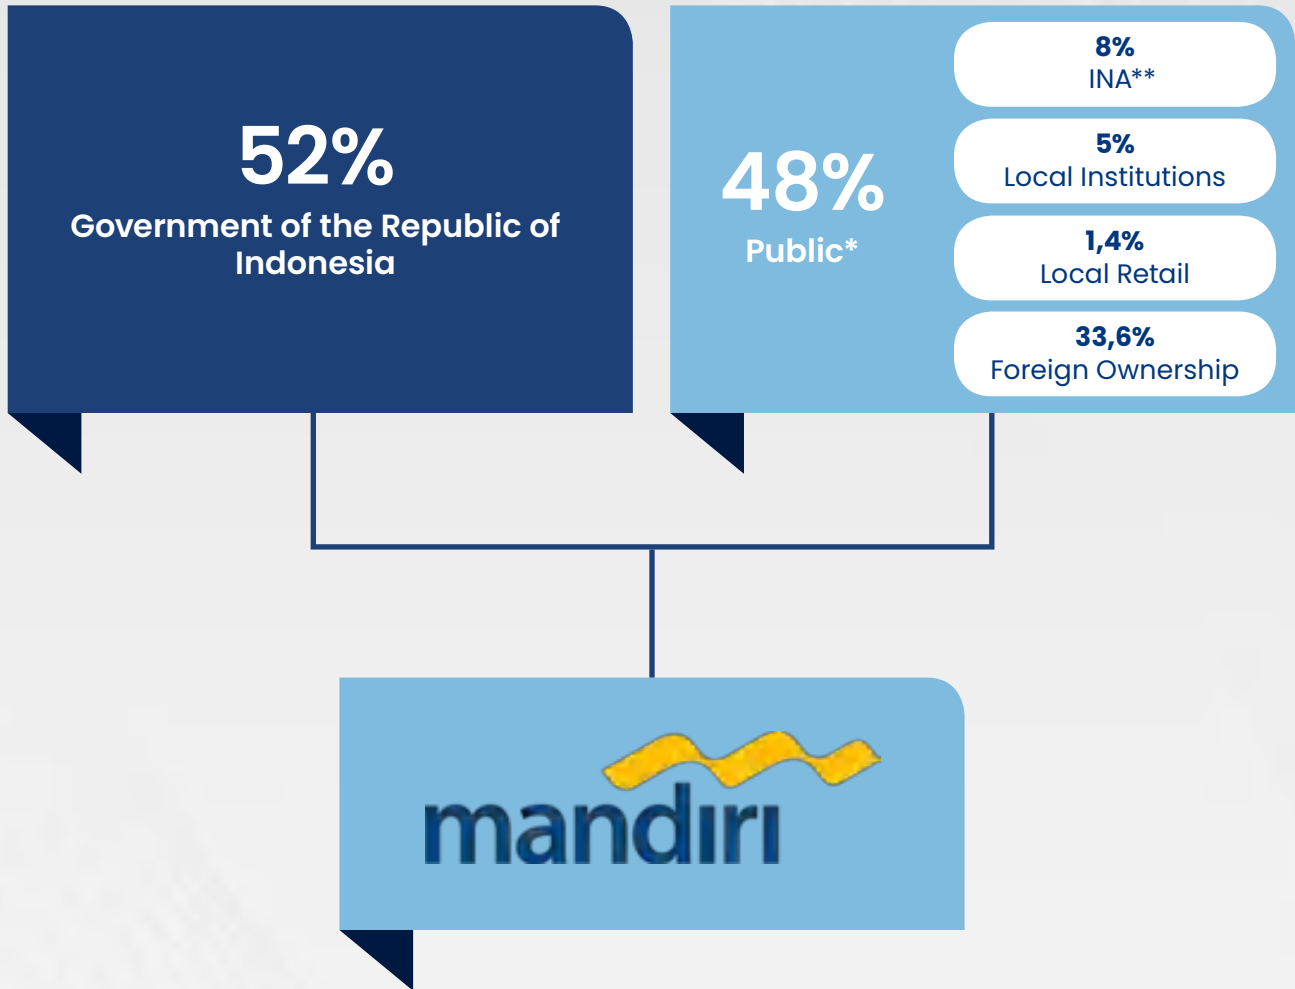 52%
Government of the Republic of
Indonesia
48%
Public*
8%
INA**
5%
Local Institutions
1,4%
Local Retail
33,6%
Foreign Ownership
mandırı